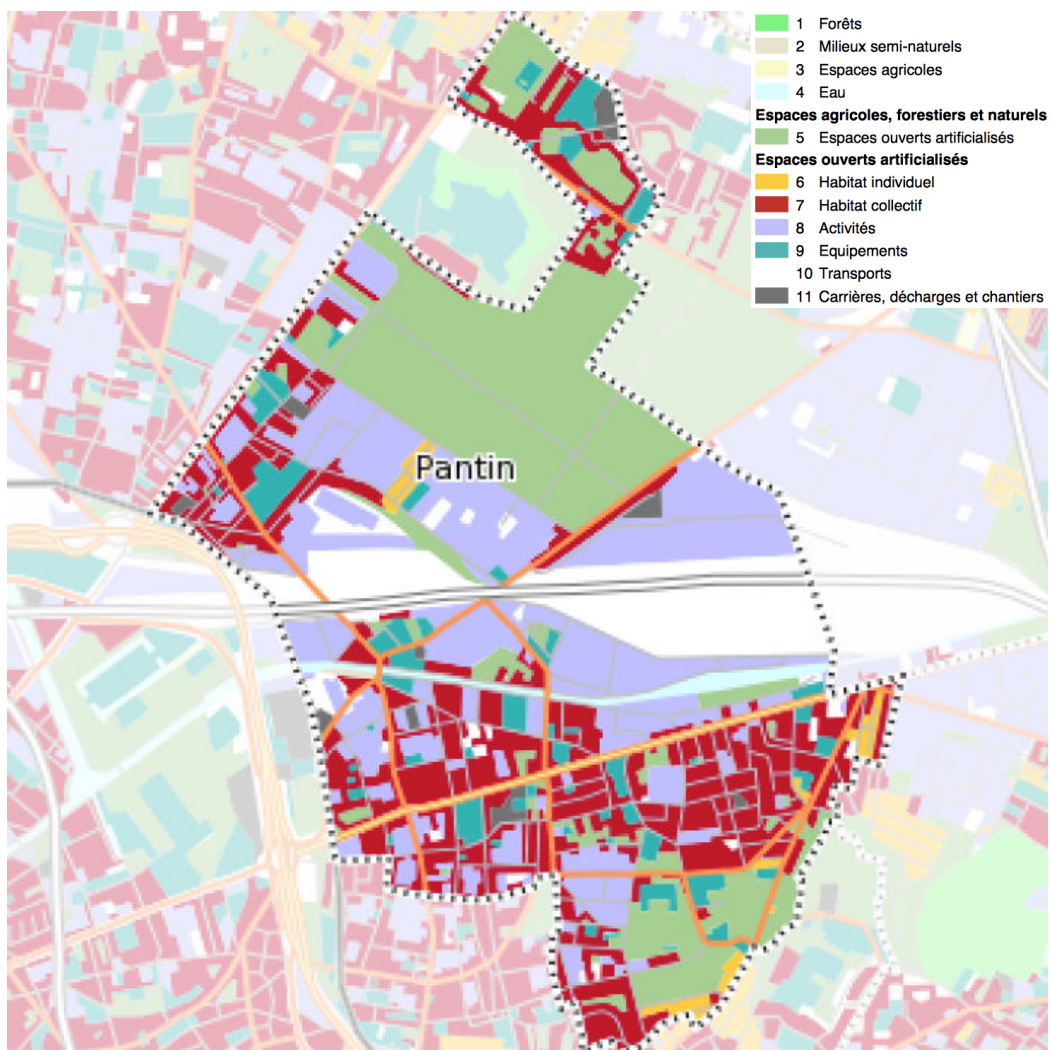 1 Forêts
2 Milieux semi-naturels
3 Espaces agricoles
4 Eau
Espaces agricoles, forestiers et naturels
5 Espaces ouverts artificialisés
Espaces ouverts artificialisés
6 Habitat individuel
7 Habitat collectif
8 Activités
9 Equipements
10 Transports
11 Carrières, décharges et chantiers
Pantin